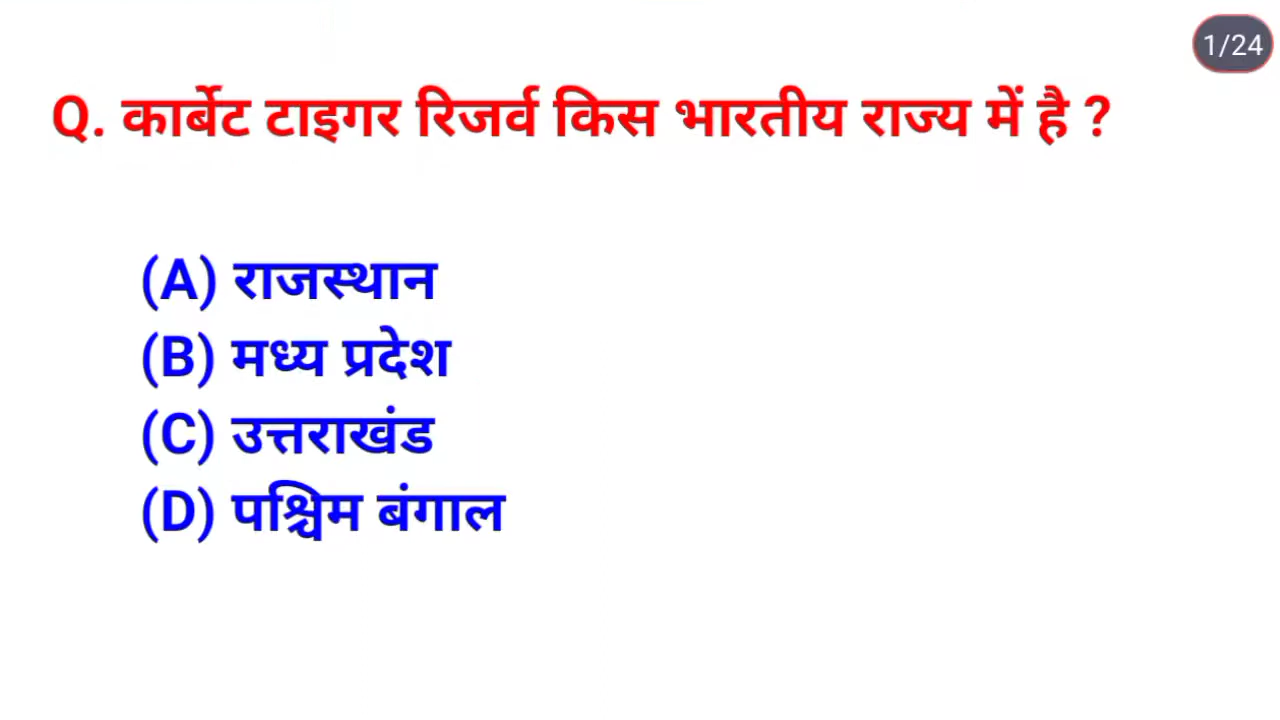 1/24
Q. कार्बेट टाइगर रिजर्व किस भारतीय राज्य में है ?
(A) राजस्थान
(B) मध्य प्रदेश
(C) उत्तराखंड
(D) पश्चिम बंगाल